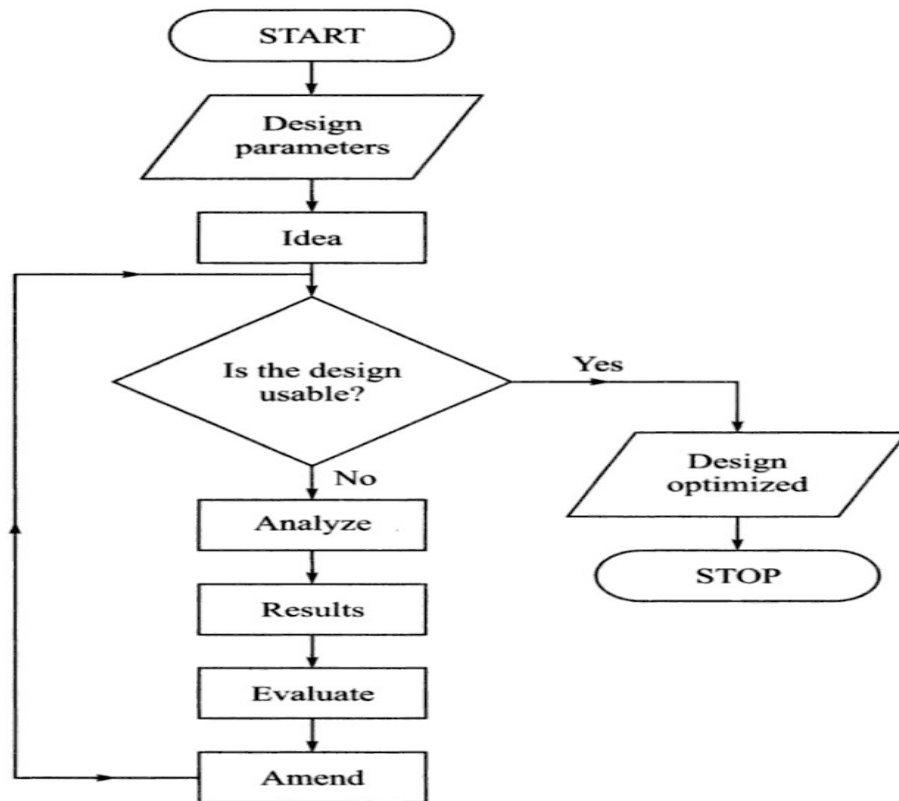 START
Design
parameters
Idea
Is the design
usable?
Yes
No
Design
optimized
Analyze
STOP
Results
Evaluate
Amend